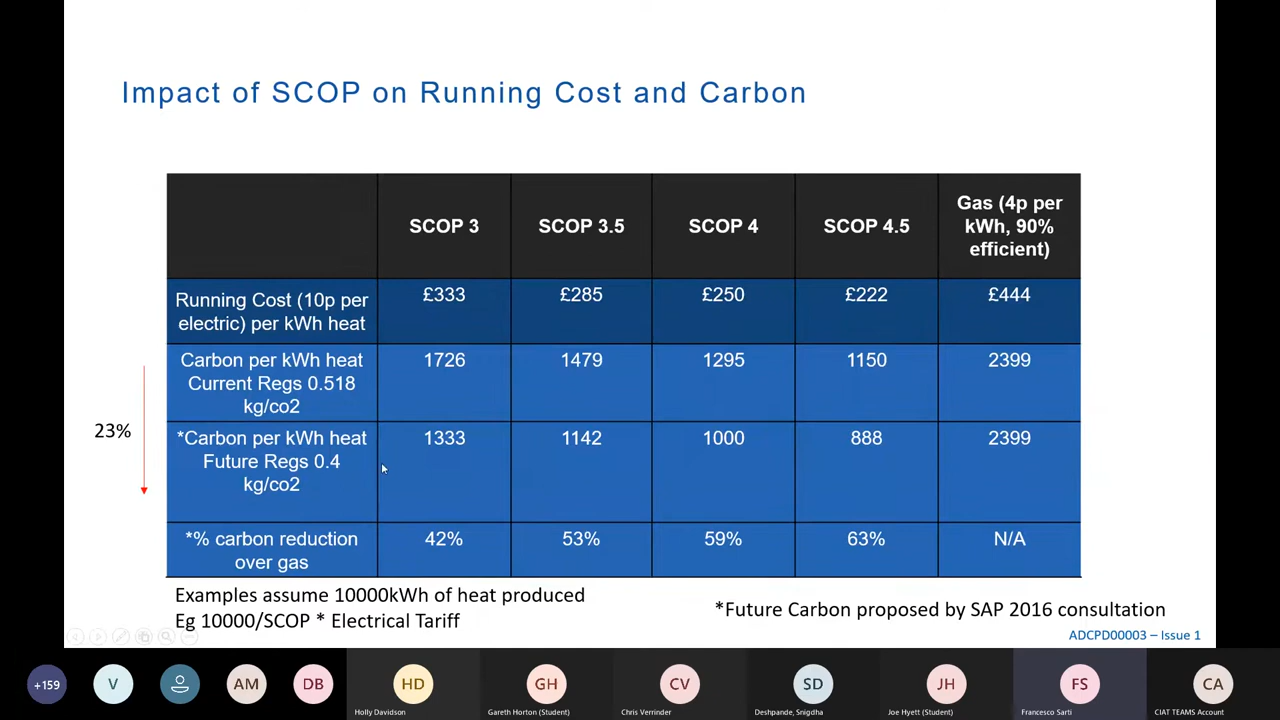 Impact of SCOP on Running Cost and Carbon
SCOP 3
SCOP 3.5
SCOP 4
SCOP 4.5
Gas (4p per
kWh, 90%
efficient)
Running Cost (10p per
electric) per kWh heat
£333
£285
£250
£222
£444
Carbon per kWh heat
Current Regs 0.518
kg/co2
1726
1479
1295
1150
2399
23%
*Carbon per kWh heat
Future Regs 0.4
kg/co2
1333
1142
1000
888
2399
*% carbon reduction
over gas
42%
53%
59%
63%
N/A
Examples assume 10000kWh of heat produced
Eg 10000/SCOP * Electrical Tariff
*Future Carbon proposed by SAP 2016 consultation
ADCPD00003 – Issue 1
+159
V
AM
DB
HD
Holly Davidson
GH
Gareth Horton (Student)
CV
Chris Verrinder
SD
Deshpande, Snigdha
JH
Joe Hyett (Student)
FS
Francesco Sarti
CA
CIAT TEAMS Account